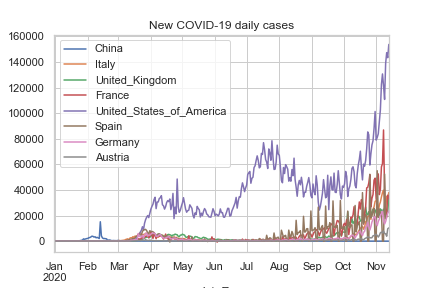 New COVID-19 daily cases
160000
140000
120000
100000
80000
60000
40000
20000
0
China
Italy
United_Kingdom
France
United_States_of_America
Spain
Germany
Austria
Jan Feb Mar Apr May Jun Jul Aug Sep Oct Nov
2020